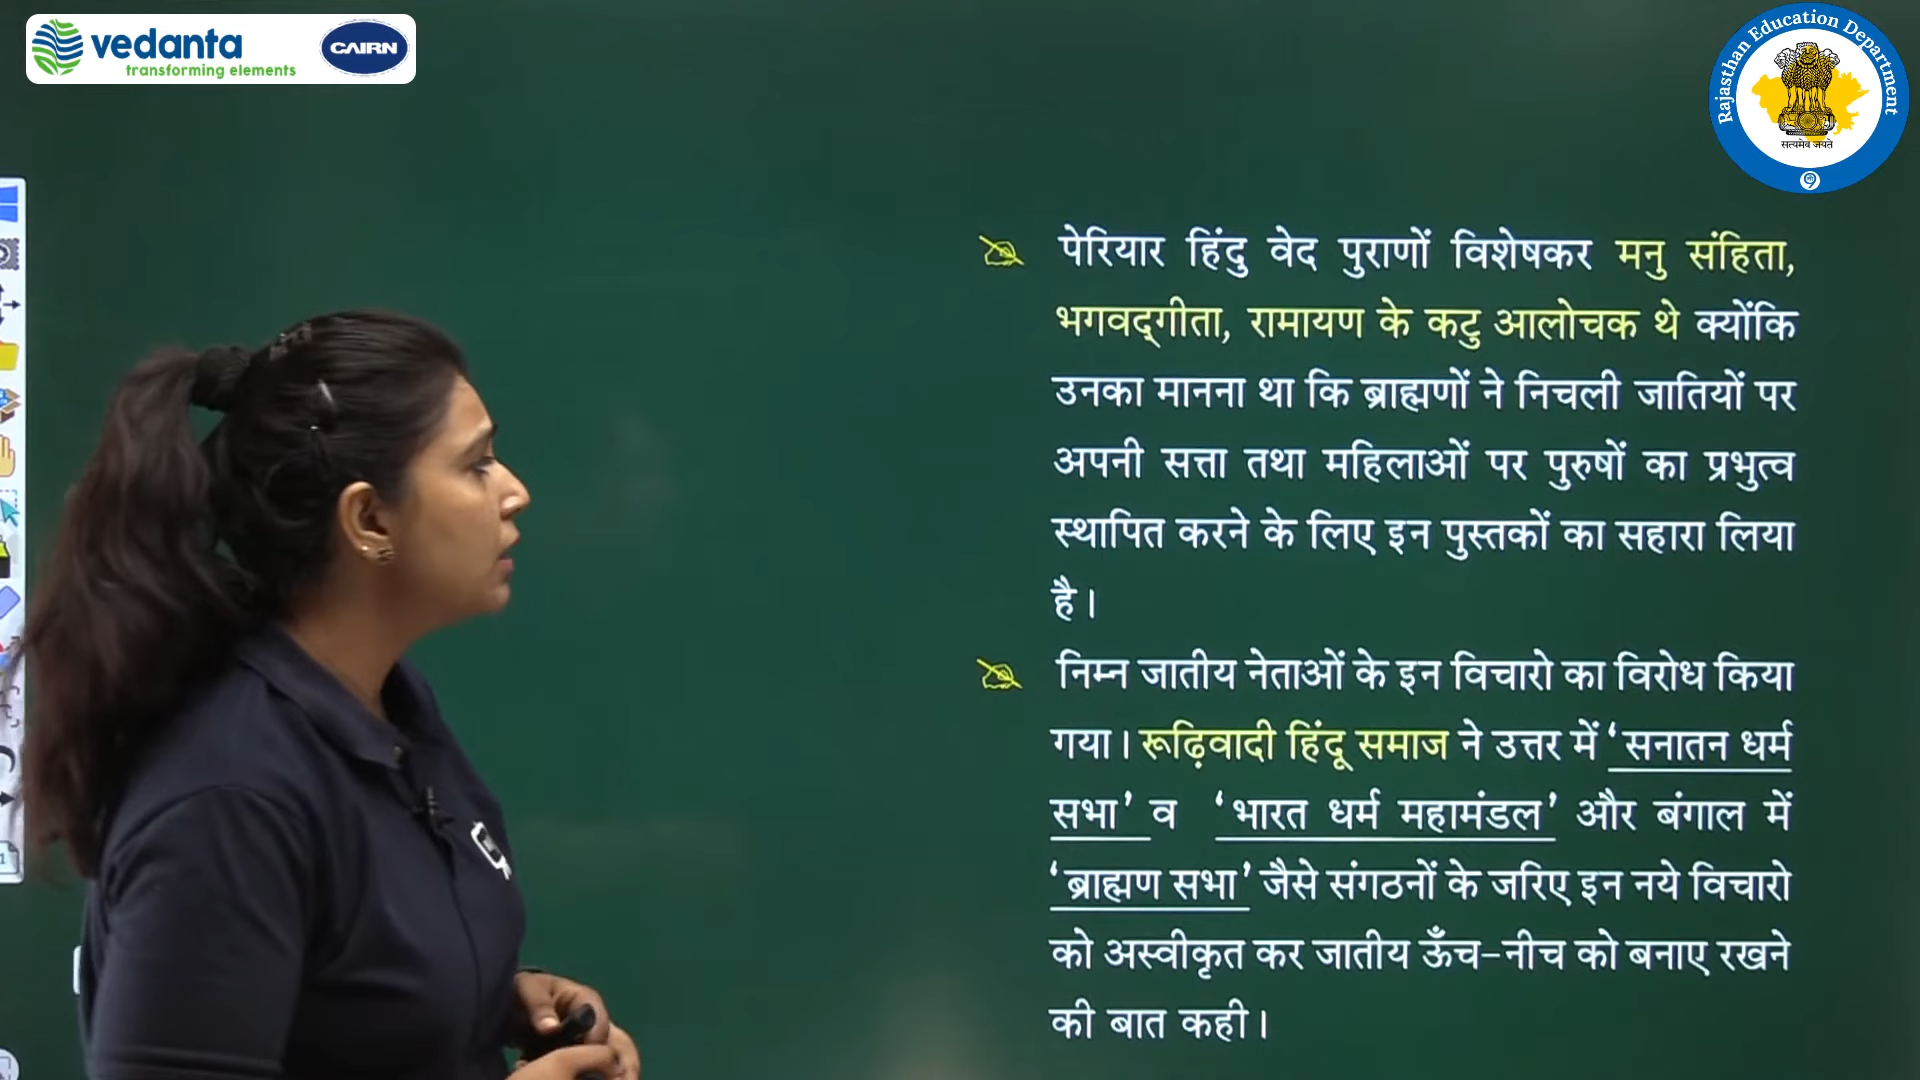 vedanta
transforming elements
CAIRN
Rajasthan Education Department
सत्यमेव जयते
पेरियार हिंदु वेद पुराणों विशेषकर मनु संहिता,
भगवद्गीता, रामायण के कटु आलोचक थे क्योंकि
उनका मानना था कि ब्राह्मणों ने निचली जातियों पर
अपनी सत्ता तथा महिलाओं पर पुरुषों का प्रभुत्व
स्थापित करने के लिए इन पुस्तकों का सहारा लिया
है।
निम्न जातीय नेताओं के इन विचारो का विरोध किया
गया। रूढ़िवादी हिंदू समाज ने उत्तर में ‘सनातन धर्म
सभा’ व ‘भारत धर्म महामंडल’ और बंगाल में
‘ब्राह्मण सभा’ जैसे संगठनों के जरिए इन नये विचारो
को अस्वीकृत कर जातीय ऊँच-नीच को बनाए रखने
की बात कही।